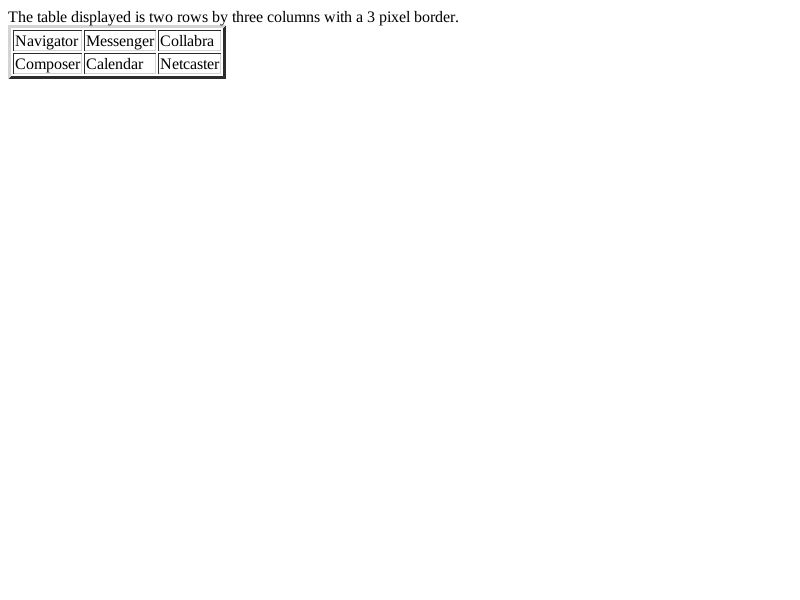 The table displayed is two rows by three columns with a 3 pixel border.
Navigator Messenger Collabra
Composer Calendar Netcaster